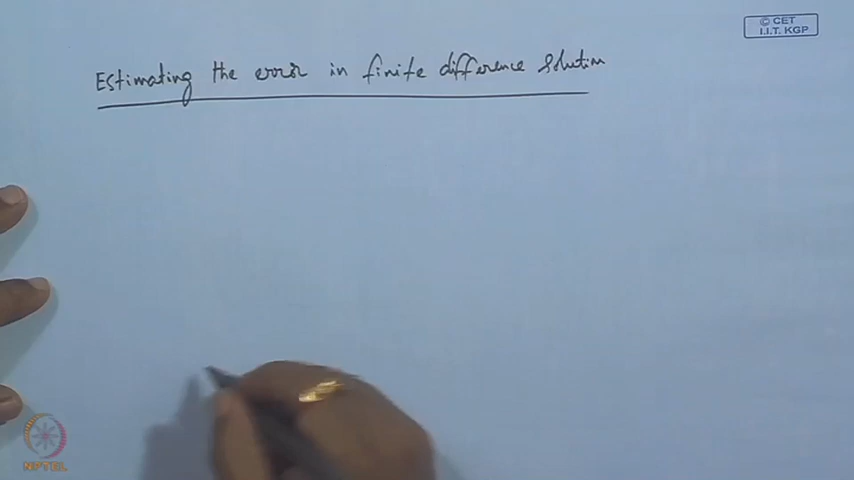 © CET
I.I.T. KGP
Estimating the error in finite difference solution
NPTEL